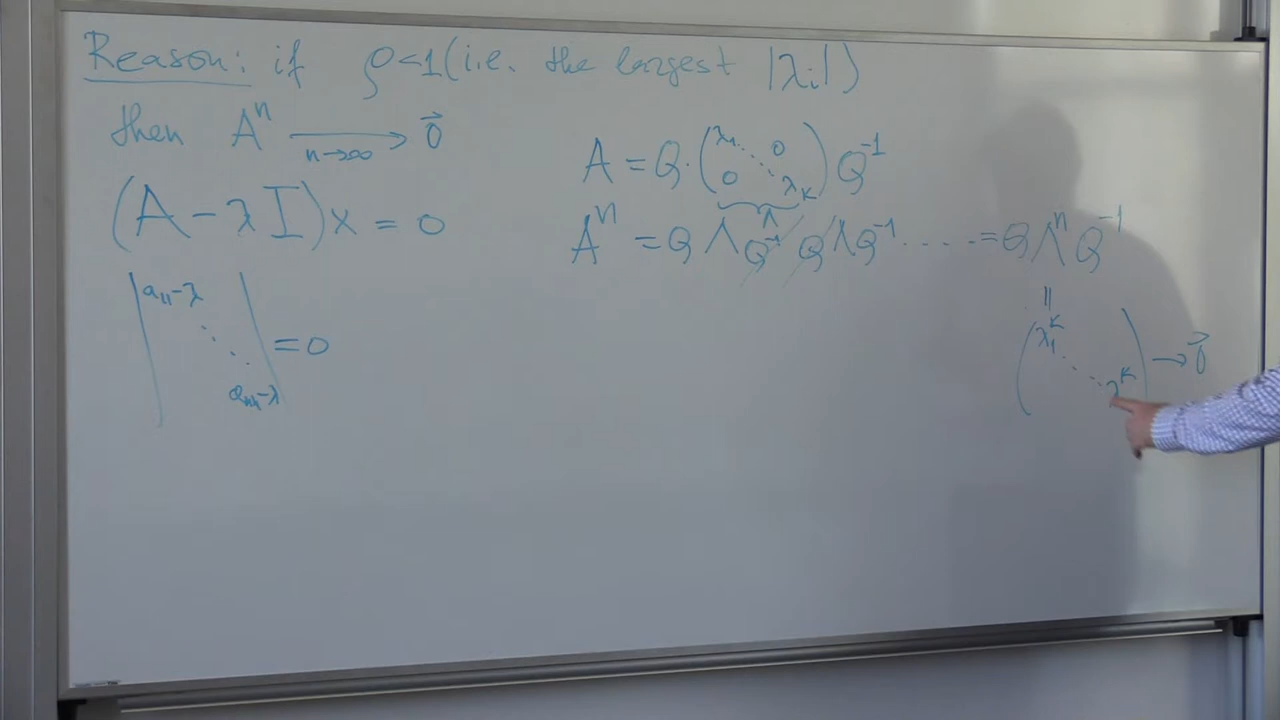 Reason: if ρ<1 (i.e. the largest |λᵢ|)
then Aⁿ ⟶ 0⃗
n→∞
(A − λI)x = 0
|a₁₁−λ ⋱ aₙₙ−λ| = 0
A = Q·(λ₁ 0 ⋱ 0 λₖ) Q⁻¹
Λ
Aⁿ = QΛQ⁻¹ QΛQ⁻¹ ..... = QΛⁿQ⁻¹
||
(λ₁ᴷ ⋱ λᴷ) → 0⃗